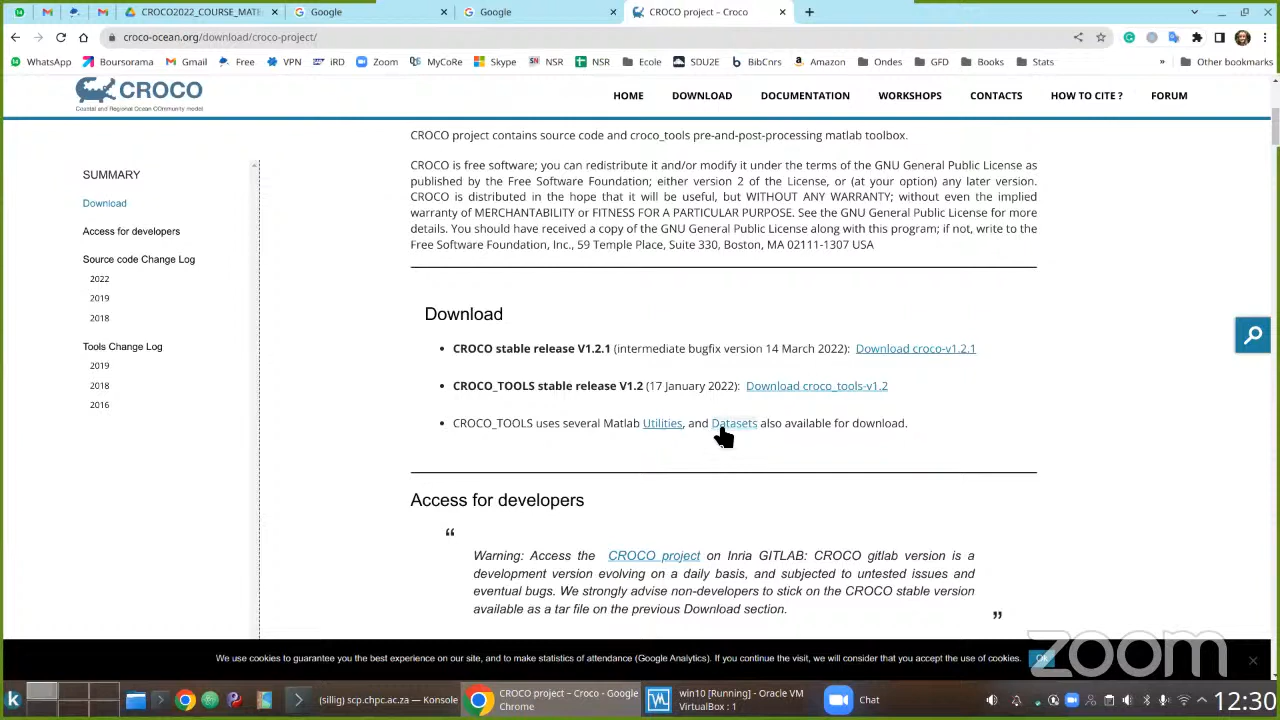 CROCO2022_COURSE_MATE
Google
Google
CROCO project – Croco
croco-ocean.org/download/croco-project/
WhatsApp Boursorama Gmail Free VPN iRD Zoom MyCoRe Skype NSR NSR Ecole SDU2E BibCnrs Amazon Ondes GFD Books Stats » Other bookmarks
CROCO
Coastal and Regional Ocean COmmunity model
HOME DOWNLOAD DOCUMENTATION WORKSHOPS CONTACTS HOW TO CITE ? FORUM
CROCO project contains source code and croco_tools pre-and-post-processing matlab toolbox.
CROCO is free software; you can redistribute it and/or modify it under the terms of the GNU General Public License as
published by the Free Software Foundation; either version 2 of the License, or (at your option) any later version.
CROCO is distributed in the hope that it will be useful, but WITHOUT ANY WARRANTY; without even the implied
warranty of MERCHANTABILITY or FITNESS FOR A PARTICULAR PURPOSE. See the GNU General Public License for more
details. You should have received a copy of the GNU General Public License along with this program; if not, write to the
Free Software Foundation, Inc., 59 Temple Place, Suite 330, Boston, MA 02111-1307 USA
SUMMARY
Download
Access for developers
Source code Change Log
2022
2019
2018
Tools Change Log
2019
2018
2016
Download
• CROCO stable release V1.2.1 (intermediate bugfix version 14 March 2022): Download croco-v1.2.1
• CROCO_TOOLS stable release V1.2 (17 January 2022): Download croco_tools-v1.2
• CROCO_TOOLS uses several Matlab Utilities, and Datasets also available for download.
Access for developers
“
Warning: Access the CROCO project on Inria GITLAB: CROCO gitlab version is a
development version evolving on a daily basis, and subjected to untested issues and
eventual bugs. We strongly advise non-developers to stick on the CROCO stable version
available as a tar file on the previous Download section.
”
We use cookies to guarantee you the best experience on our site, and to make statistics of attendance (Google Analytics). If you continue the visit, we will consider that you accept the use of cookies. Ok
zoom
(sillig) scp.chpc.ac.za — Konsole
CROCO project – Croco - Google
Chrome
win10 [Running] - Oracle VM
VirtualBox : 1
Chat
12:30